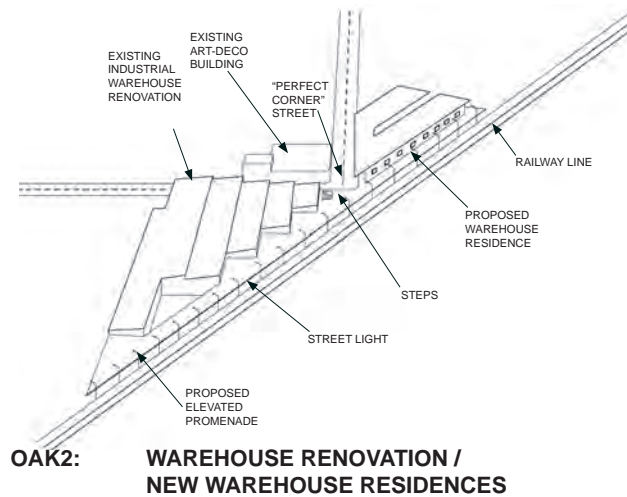 EXISTING
ART-DECO
BUILDING
EXISTING
INDUSTRIAL
WAREHOUSE
RENOVATION
“PERFECT
CORNER”
STREET
RAILWAY LINE
PROPOSED
WAREHOUSE
RESIDENCE
STEPS
STREET LIGHT
PROPOSED
ELEVATED
PROMENADE
OAK2: WAREHOUSE RENOVATION /
NEW WAREHOUSE RESIDENCES